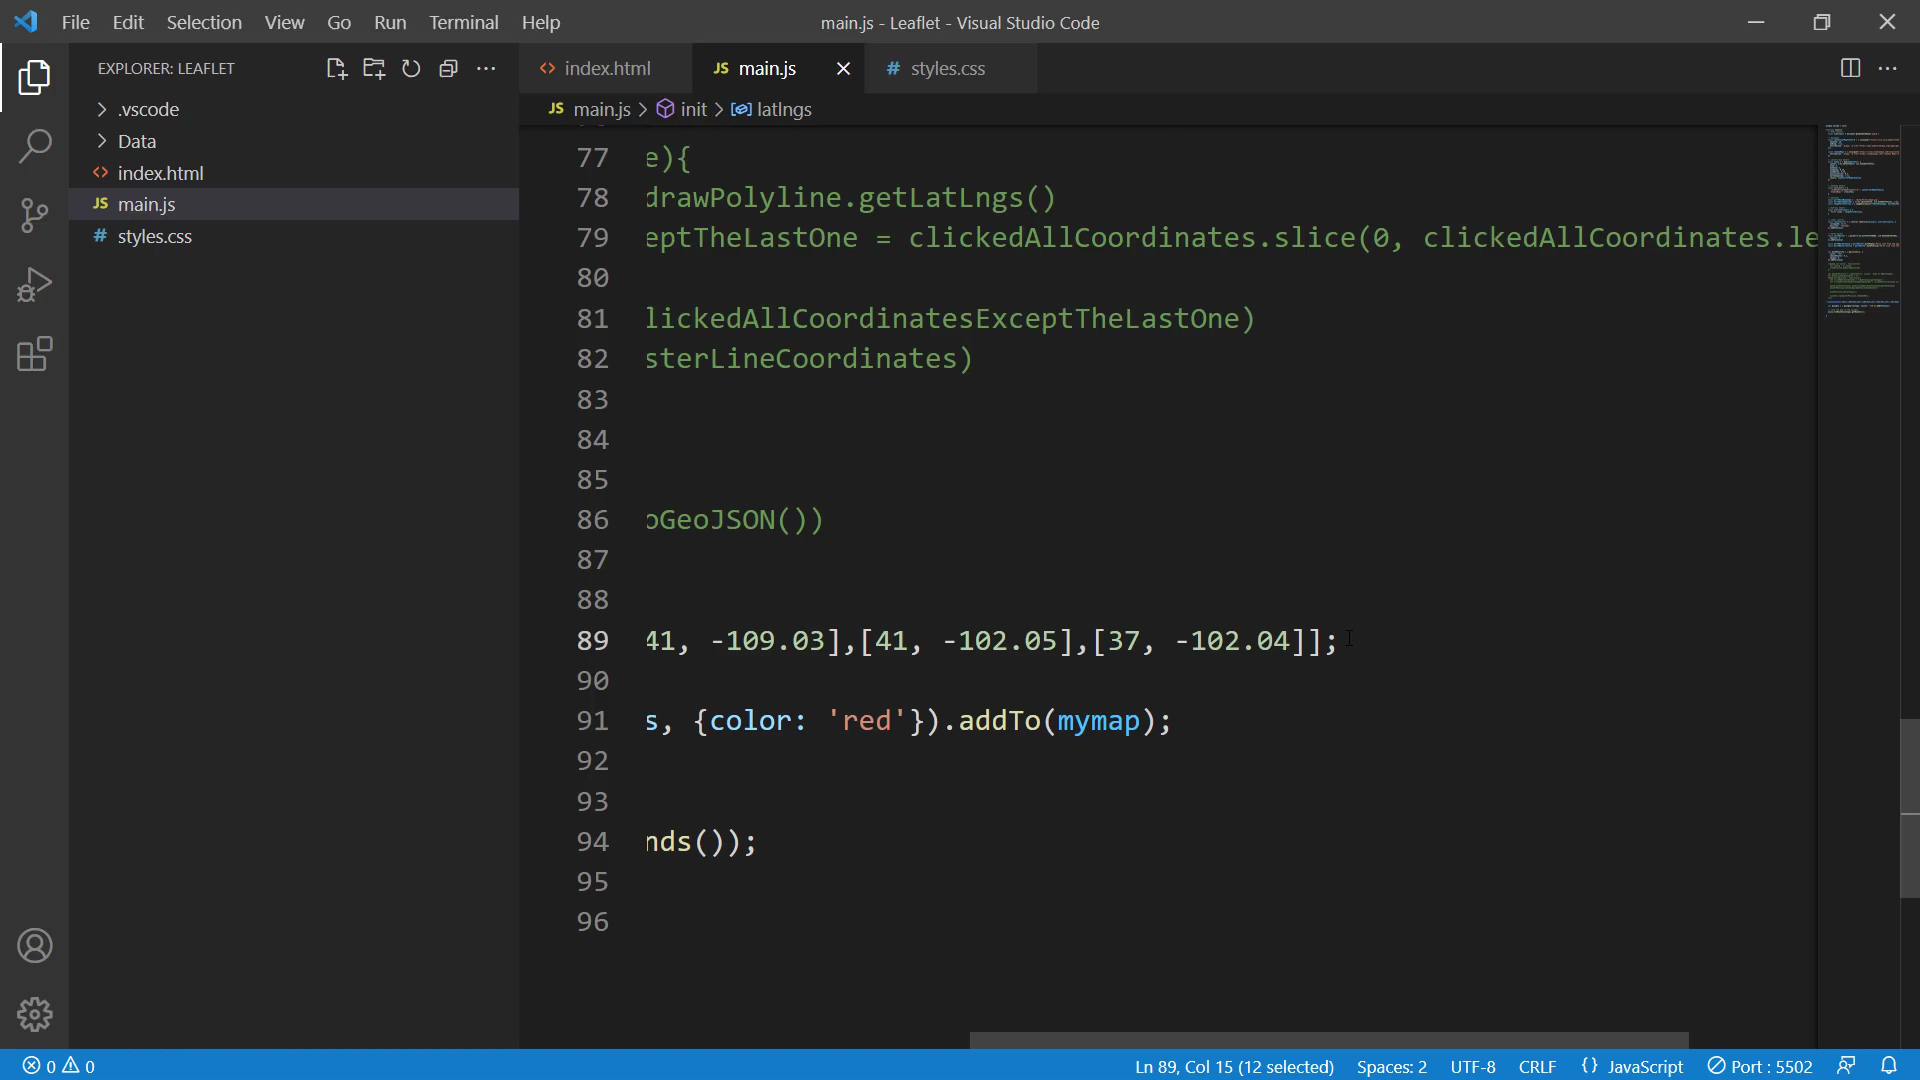 File Edit Selection View Go Run Terminal Help
main.js - Leaflet - Visual Studio Code
EXPLORER: LEAFLET
.vscode
Data
index.html
main.js
styles.css
index.html
JS main.js
# styles.css
JS main.js > init > latlngs
77 e){
78 drawPolyline.getLatLngs()
79 eptTheLastOne = clickedAllCoordinates.slice(0, clickedAllCoordinates.le
80
81 lickedAllCoordinatesExceptTheLastOne)
82 sterLineCoordinates)
83
84
85
86 oGeoJSON())
87
88
89 41, -109.03],[41, -102.05],[37, -102.04]];
90
91 s, {color: 'red'}).addTo(mymap);
92
93
94 nds());
95
96
0 0
Ln 89, Col 15 (12 selected) Spaces: 2 UTF-8 CRLF {} JavaScript Port : 5502